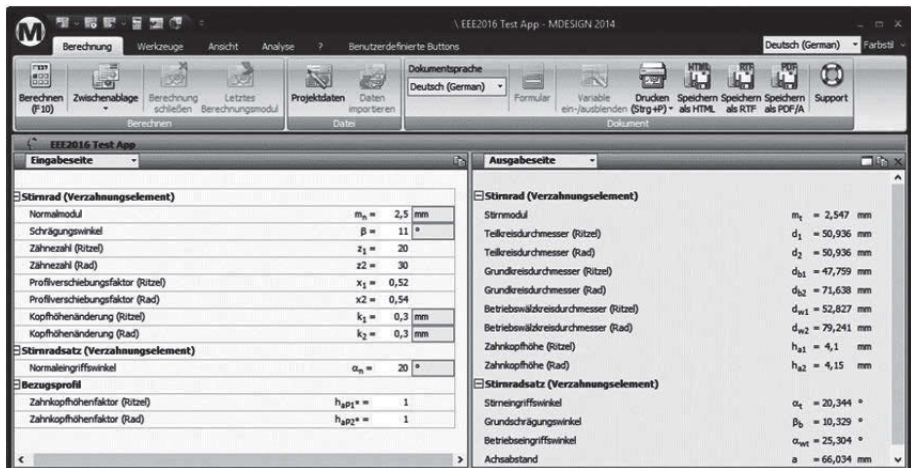 \ EEE2016 Test App - MDESIGN 2014
M
Berechnung Werkzeuge Ansicht Analyse ? Benutzerdefinierte Buttons Deutsch (German) Farbstil
Berechnen (F10)
Zwischenablage
Berechnung schließen
Letztes Berechnungsmodul
Projektdaten
Daten importieren
Dokumentsprache
Deutsch (German)
Formular
Variable ein-/ausblenden
Drucken (Strg+P)
HTML Speichern als HTML
RTF Speichern als RTF
PDF Speichern als PDF/A
Support
Berechnen Datei Dokument
EEE2016 Test App
Eingabeseite
Stirnrad (Verzahnungselement)
Normalmodul mn = 2,5 mm
Schrägungswinkel β = 11 °
Zähnezahl (Ritzel) z1 = 20
Zähnezahl (Rad) z2 = 30
Profilverschiebungsfaktor (Ritzel) x1 = 0,52
Profilverschiebungsfaktor (Rad) x2 = 0,54
Kopfhöhenänderung (Ritzel) k1 = 0,3 mm
Kopfhöhenänderung (Rad) k2 = 0,3 mm
Stirnradsatz (Verzahnungselement)
Normaleingriffswinkel αn = 20 °
Bezugsprofil
Zahnkopfhöhenfaktor (Ritzel) haP1* = 1
Zahnkopfhöhenfaktor (Rad) haP2* = 1
Ausgabeseite
Stirnrad (Verzahnungselement)
Stirnmodul mt = 2,547 mm
Teilkreisdurchmesser (Ritzel) d1 = 50,936 mm
Teilkreisdurchmesser (Rad) d2 = 50,936 mm
Grundkreisdurchmesser (Ritzel) db1 = 47,759 mm
Grundkreisdurchmesser (Rad) db2 = 71,638 mm
Betriebswälzkreisdurchmesser (Ritzel) dw1 = 52,827 mm
Betriebswälzkreisdurchmesser (Rad) dw2 = 79,241 mm
Zahnkopfhöhe (Ritzel) ha1 = 4,1 mm
Zahnkopfhöhe (Rad) ha2 = 4,15 mm
Stirnradsatz (Verzahnungselement)
Stirneingriffswinkel αt = 20,344 °
Grundschrägungswinkel βb = 10,329 °
Betriebseingriffswinkel αwt = 25,304 °
Achsabstand a = 66,034 mm